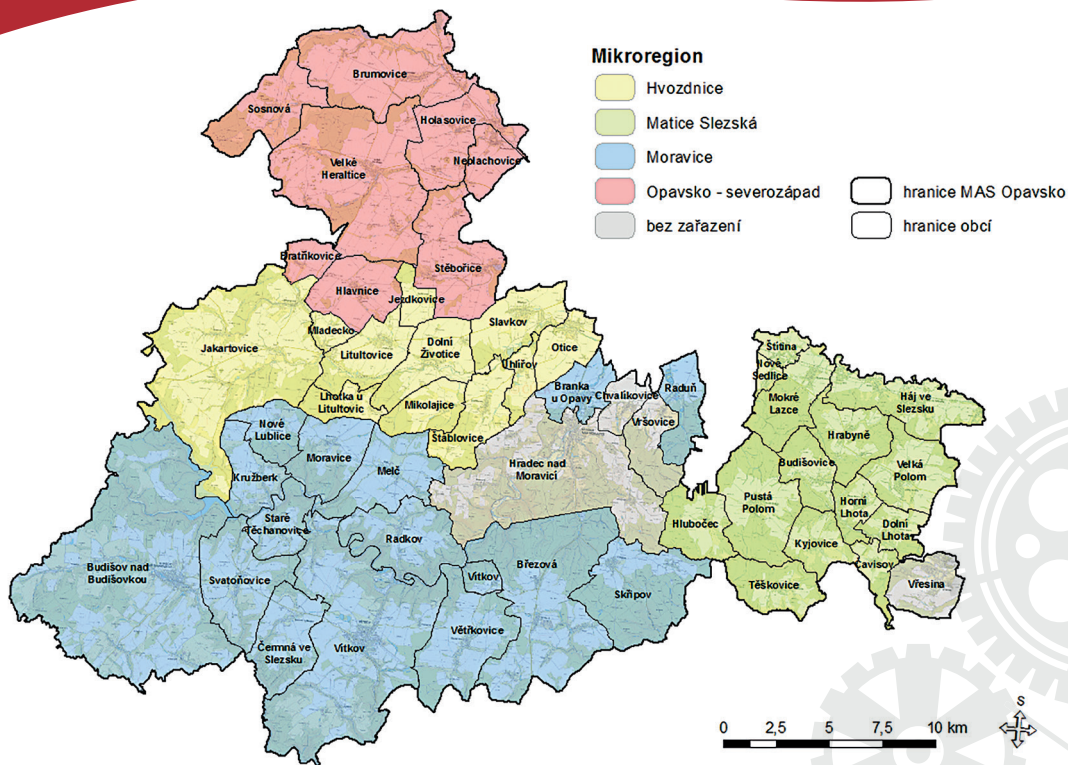 Mikroregion
Hvozdnice
Matice Slezská
Moravice
Opavsko - severozápad
bez zařazení
hranice MAS Opavsko
hranice obcí
Brumovice
Sosnová
Holasovice
Velké
Heraltice
Neplachovice
Bratříkovice
Stěbořice
Hlavnice
Jezdkovice
Mladecko
Slavkov
Jakartovice
Litultovice
Dolní
Životice
Uhlířov
Otice
Štítina
Nové
Sedlice
Branka
u Opavy
Raduň
Chvalíkovice
Lhotka u
Litultovic
Mikolajice
Mokré
Lazce
Háj ve
Slezsku
Vršovice
Hrabyně
Štáblovice
Nové
Lublice
Moravice
Melč
Hradec nad
Moravicí
Budišovice
Velká
Polom
Kružberk
Pustá
Polom
Horní
Lhota
Staré
Těchanovice
Radkov
Hlubočec
Kyjovice
Dolní
Lhota
Budišov nad
Budišovkou
Svatoňovice
Vítkov
Březová
Čavisov
Vřesina
Těškovice
Skřipov
Čermná ve
Slezsku
Vítkov
Větřkovice
S
0 2,5 5 7,5 10 km